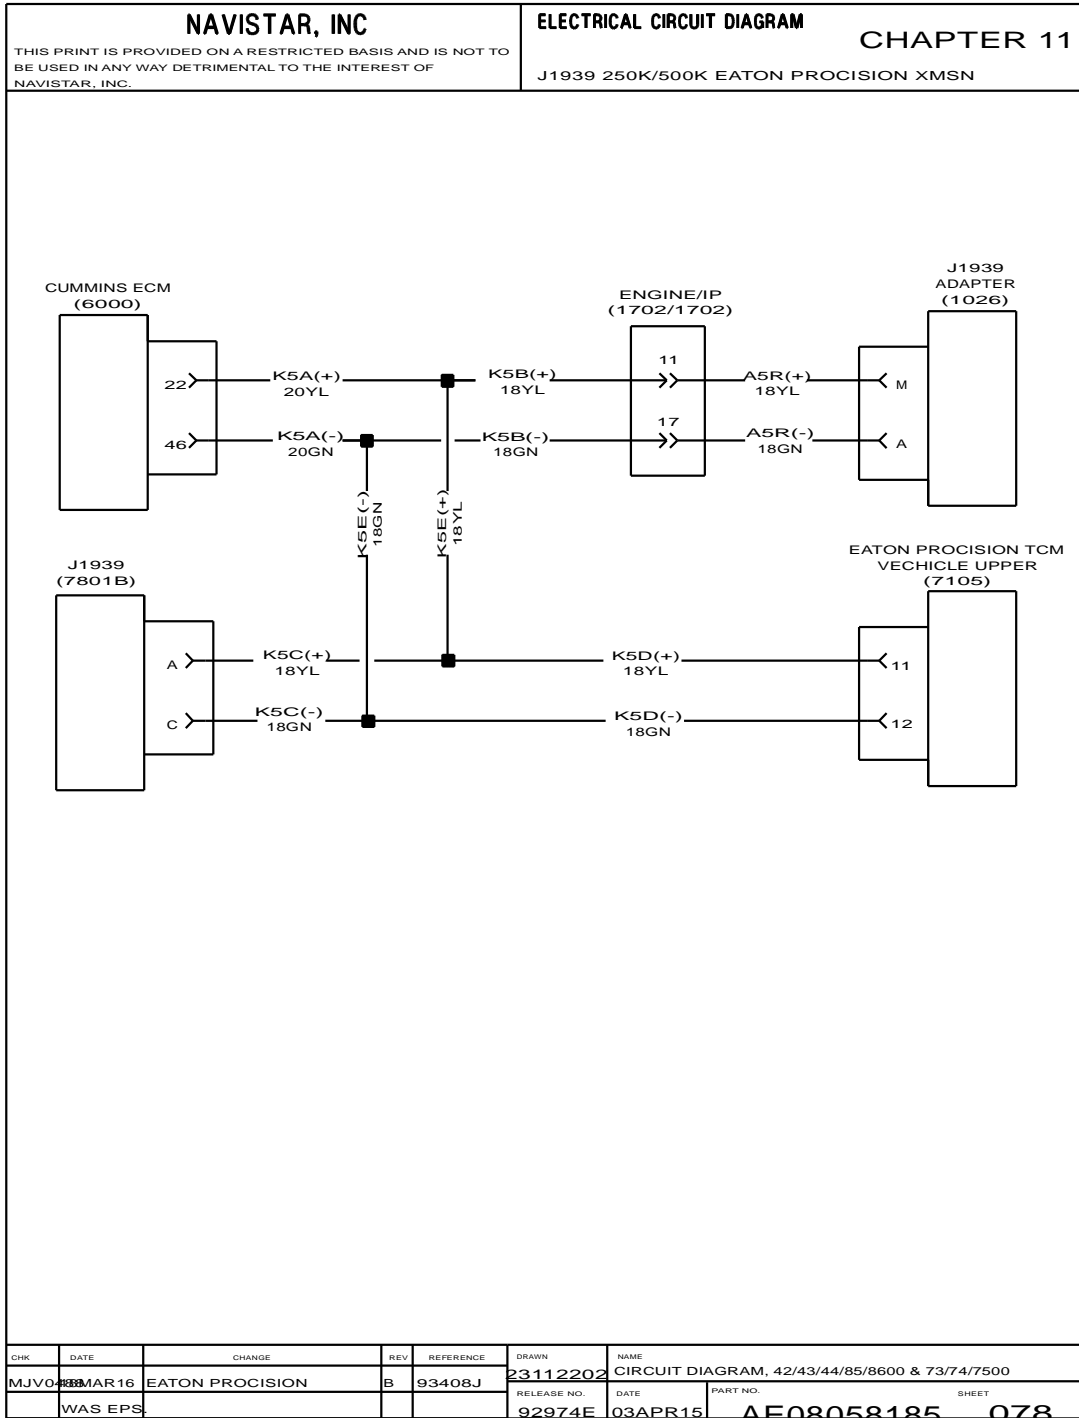 NAVISTAR, INC
THIS PRINT IS PROVIDED ON A RESTRICTED BASIS AND IS NOT TO
BE USED IN ANY WAY DETRIMENTAL TO THE INTEREST OF
NAVISTAR, INC.
ELECTRICAL CIRCUIT DIAGRAM
CHAPTER 11
J1939 250K/500K EATON PROCISION XMSN
CUMMINS ECM
(6000)
22
46
K5A(+)
20YL
K5A(-)
20GN
K5B(+)
18YL
K5B(-)
18GN
ENGINE/IP
(1702/1702)
11
17
A5R(+)
18YL
A5R(-)
18GN
J1939
ADAPTER
(1026)
M
A
K5E(-)
18GN
K5E(+)
18YL
J1939
(7801B)
A
C
K5C(+)
18YL
K5C(-)
18GN
K5D(+)
18YL
K5D(-)
18GN
EATON PROCISION TCM
VECHICLE UPPER
(7105)
11
12
CHK DATE CHANGE REV REFERENCE
MAR16 EATON PROCISION B 93408J
WAS EPS.
DRAWN
23112202
NAME
CIRCUIT DIAGRAM, 42/43/44/85/8600 & 73/74/7500
RELEASE NO.
92974E
DATE
03APR15
PART NO.
AE08058185
SHEET
078